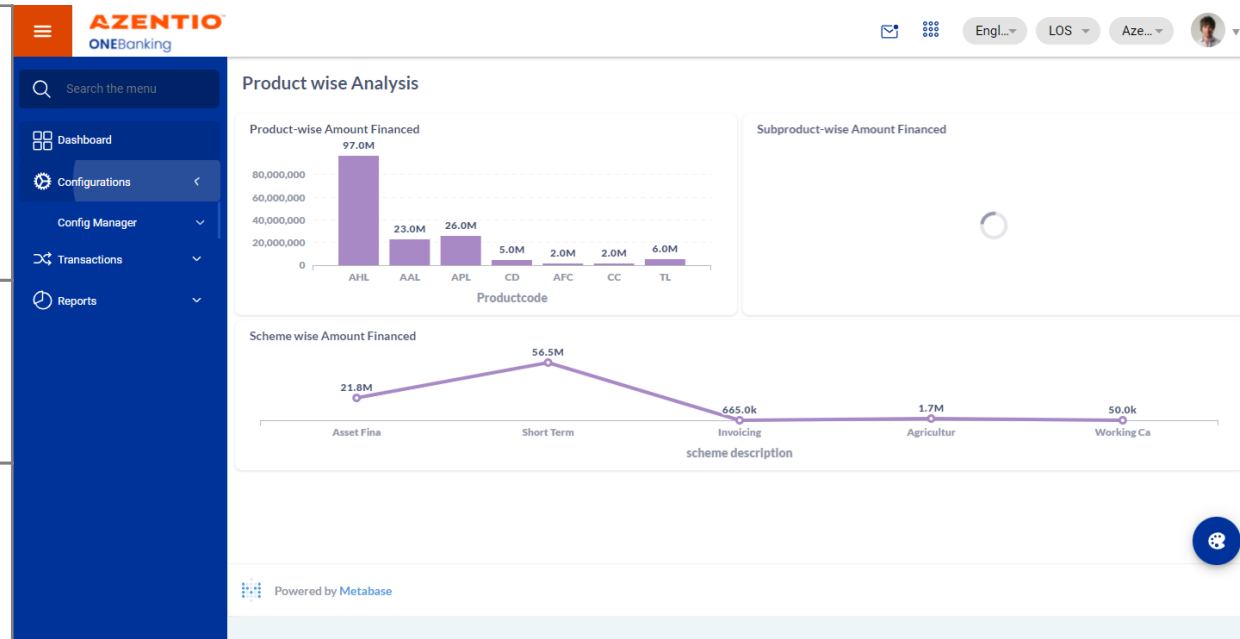 AZENTIO
ONEBanking
Engl...
LOS
Aze...
Search the menu
Dashboard
Configurations
Config Manager
Transactions
Reports
Product wise Analysis
Product-wise Amount Financed
97.0M
80,000,000
60,000,000
40,000,000
20,000,000
0
23.0M
26.0M
5.0M
2.0M
2.0M
6.0M
AHL AAL APL CD AFC CC TL
Productcode
Subproduct-wise Amount Financed
Scheme wise Amount Financed
21.8M
56.5M
665.0k
1.7M
50.0k
Asset Fina Short Term Invoicing Agricultur Working Ca
scheme description
Powered by Metabase